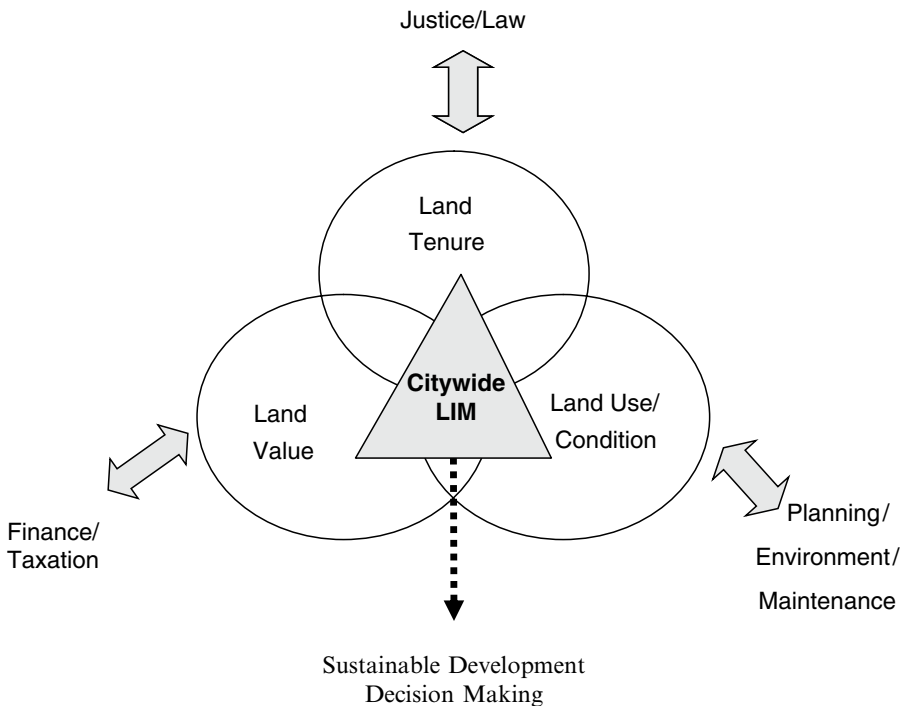 Justice/Law
Land
Tenure
Citywide
LIM
Land
Value
Land Use/
Condition
Finance/
Taxation
Planning/
Environment/
Maintenance
Sustainable Development
Decision Making